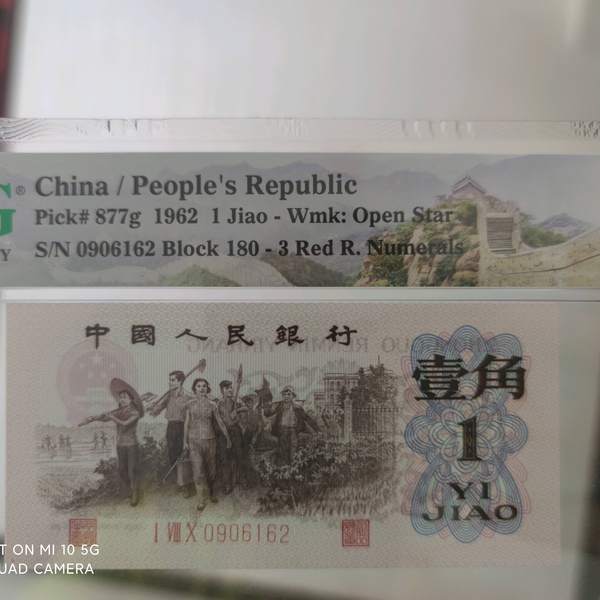 G®
China / People's Republic
Pick# 877g 1962 1 Jiao - Wmk: Open Star
Y
S/N 0906162 Block 180 - 3 Red R. Numerals
中國人民銀行
壹角
1
YI
JIAO
I VIII X 0906162
T ON MI 10 5G
UAD CAMERA